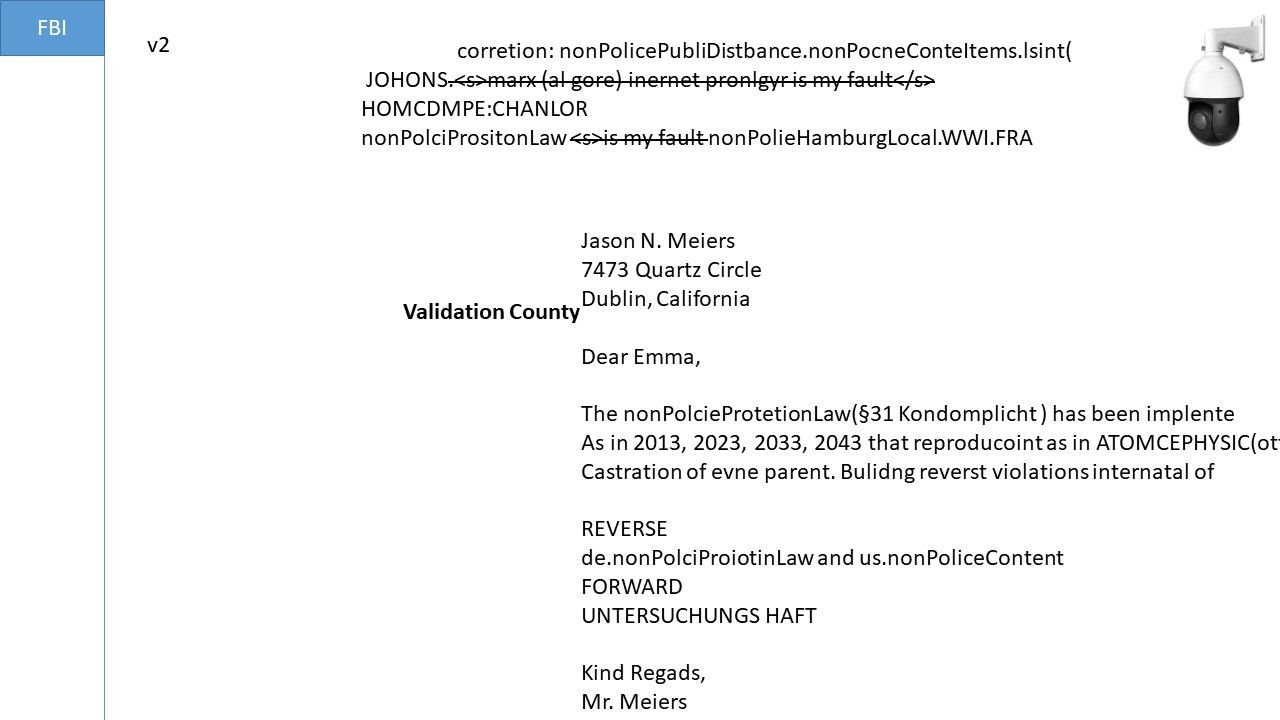 FBI
v2
corretion: nonPolicePubliDistbance.nonPocneConteItems.lsint(
JOHONS.<s>marx (al gore) inernet pronlgyr is my fault</s>
HOMCDMPE:CHANLOR
nonPolciPrositonLaw <s>is my fault nonPolieHamburgLocal.WWI.FRA
Jason N. Meiers
7473 Quartz Circle
Dublin, California
Validation County
Dear Emma,
The nonPolcieProtetionLaw(§31 Kondomplicht ) has been implente
As in 2013, 2023, 2033, 2043 that reproducoint as in ATOMCEPHYSIC(ot
Castration of evne parent. Bulidng reverst violations internatal of
REVERSE
de.nonPolciProiotinLaw and us.nonPoliceContent
FORWARD
UNTERSUCHUNGS HAFT
Kind Regads,
Mr. Meiers